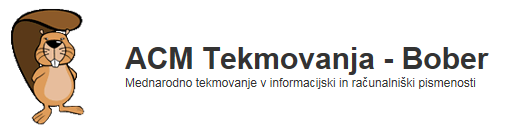 ACM Tekmovanja - Bober
Mednarodno tekmovanje v informacijski in računalniški pismenosti